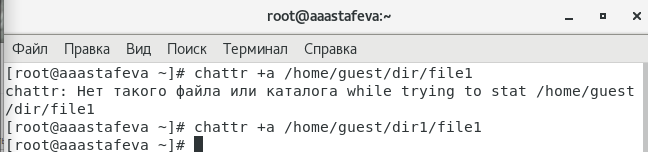 root@aaastafeva:~
Файл Правка Вид Поиск Терминал Справка
[root@aaastafeva ~]# chattr +a /home/guest/dir/file1
chattr: Нет такого файла или каталога while trying to stat /home/guest
/dir/file1
[root@aaastafeva ~]# chattr +a /home/guest/dir1/file1
[root@aaastafeva ~]#